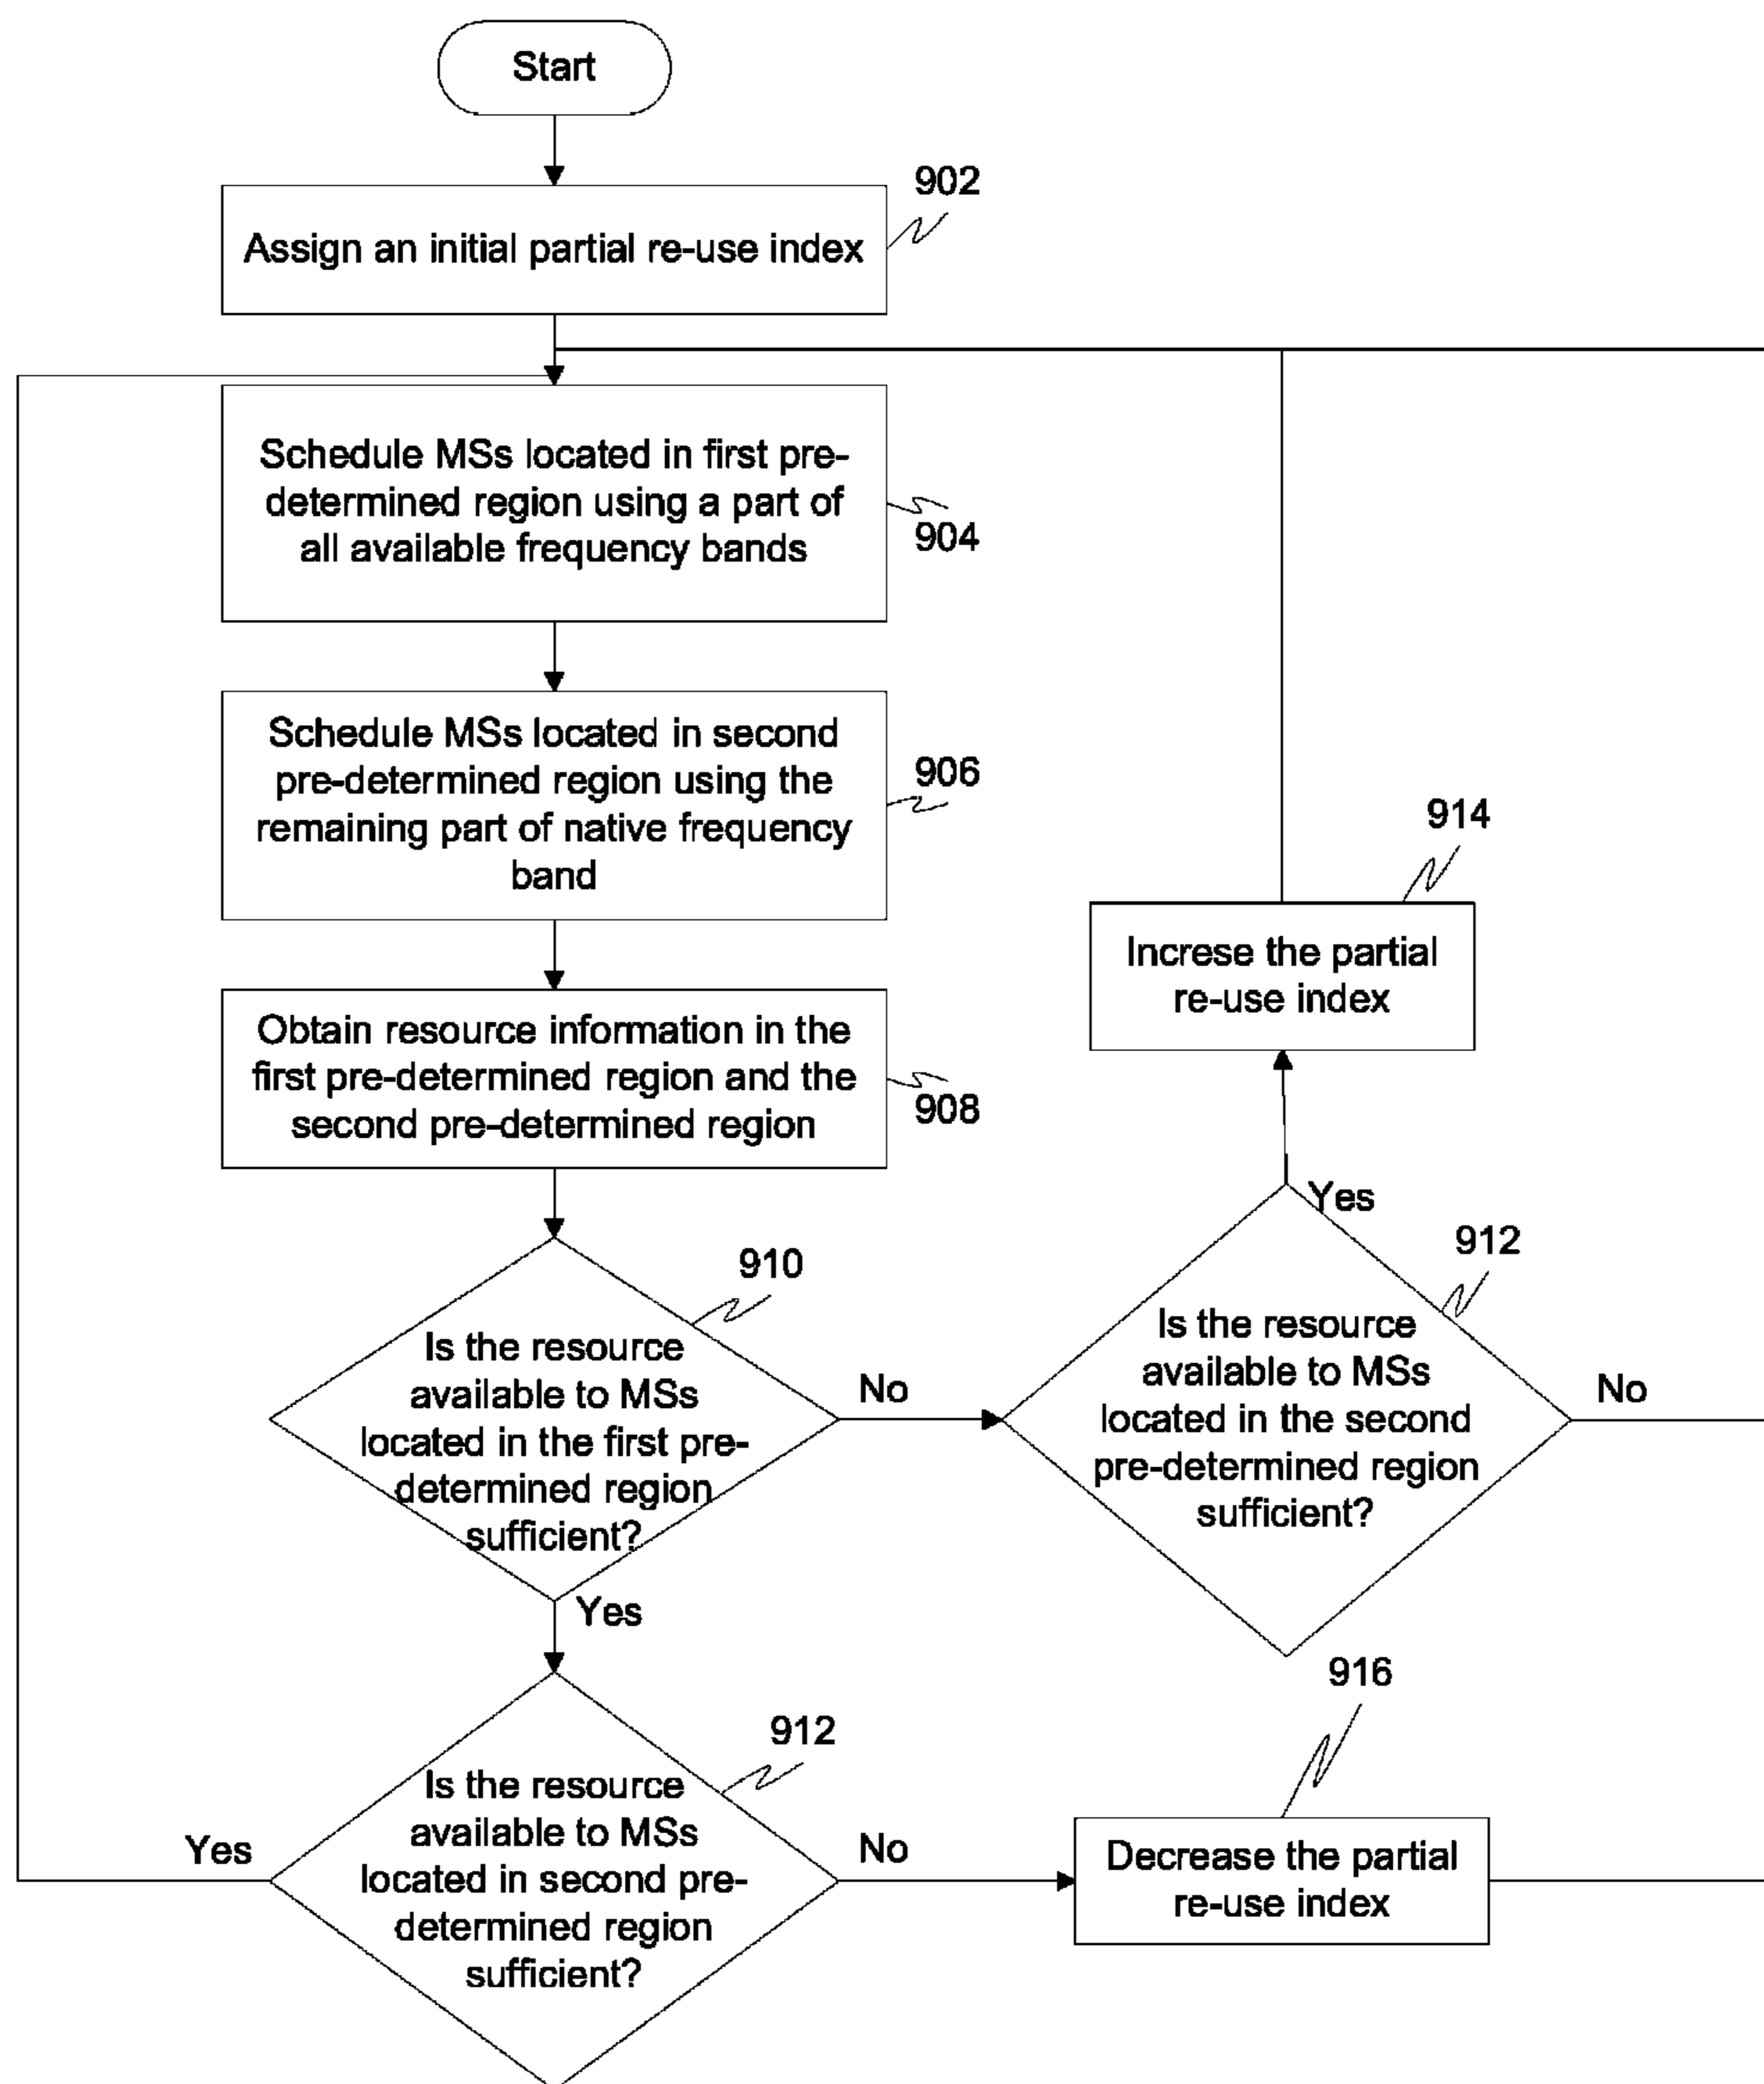 Start
902
Assign an initial partial re-use index
Schedule MSs located in first pre-
determined region using a part of
all available frequency bands
904
Schedule MSs located in second
pre-determined region using the
remaining part of native frequency
band
906
914
Increse the partial
re-use index
Obtain resource information in the
first pre-determined region and the
second pre-determined region
908
Yes
912
910
Is the resource
available to MSs
located in the first pre-
determined region
sufficient?
No
Is the resource
available to MSs
located in the second
pre-determined region
sufficient?
No
Yes
916
912
Is the resource
available to MSs
located in second pre-
determined region
sufficient?
Yes
No
Decrease the partial
re-use index